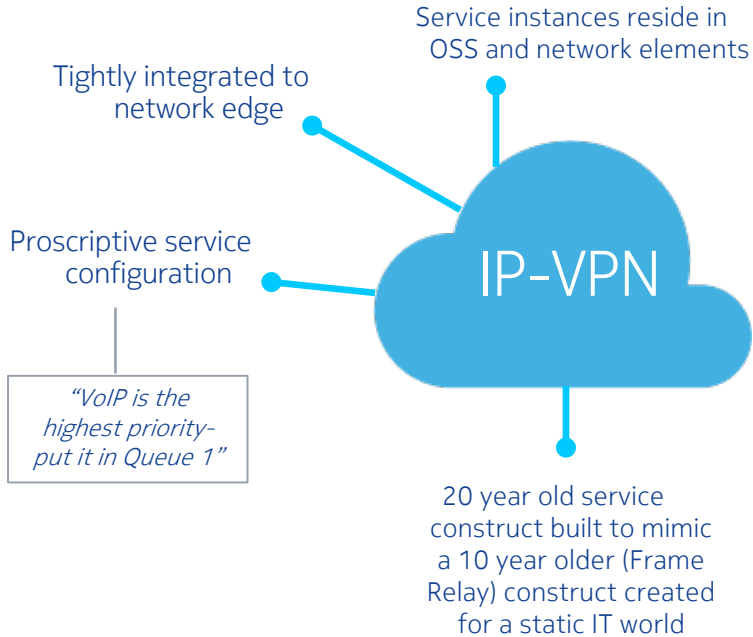 Service instances reside in
OSS and network elements
Tightly integrated to
network edge
Proscriptive service
configuration
IP-VPN
“VoIP is the
highest priority-
put it in Queue 1”
20 year old service
construct built to mimic
a 10 year older (Frame
Relay) construct created
for a static IT world